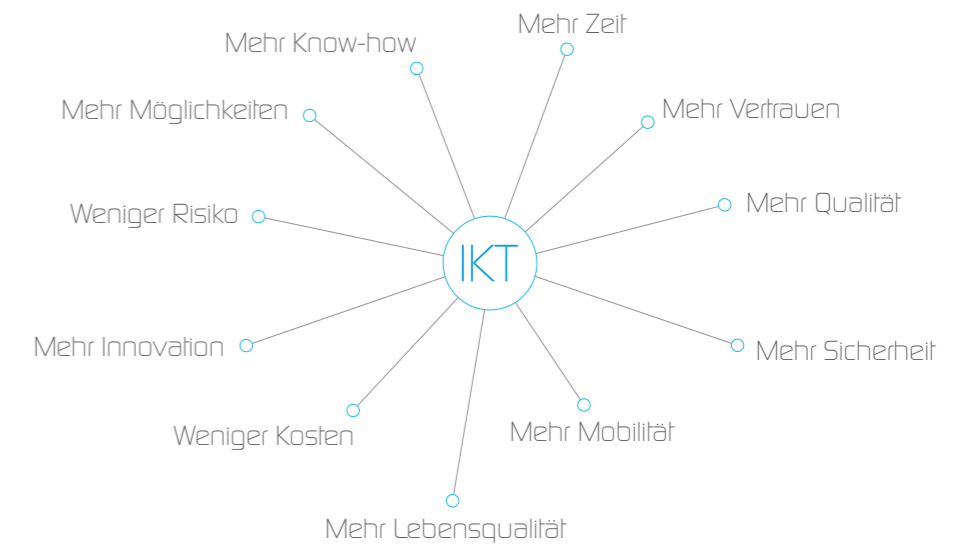 Mehr Zeit
Mehr Know-how
Mehr Möglichkeiten
Mehr Vertrauen
Weniger Risiko
Mehr Qualität
IKT
Mehr Innovation
Mehr Sicherheit
Weniger Kosten
Mehr Mobilität
Mehr Lebensqualität